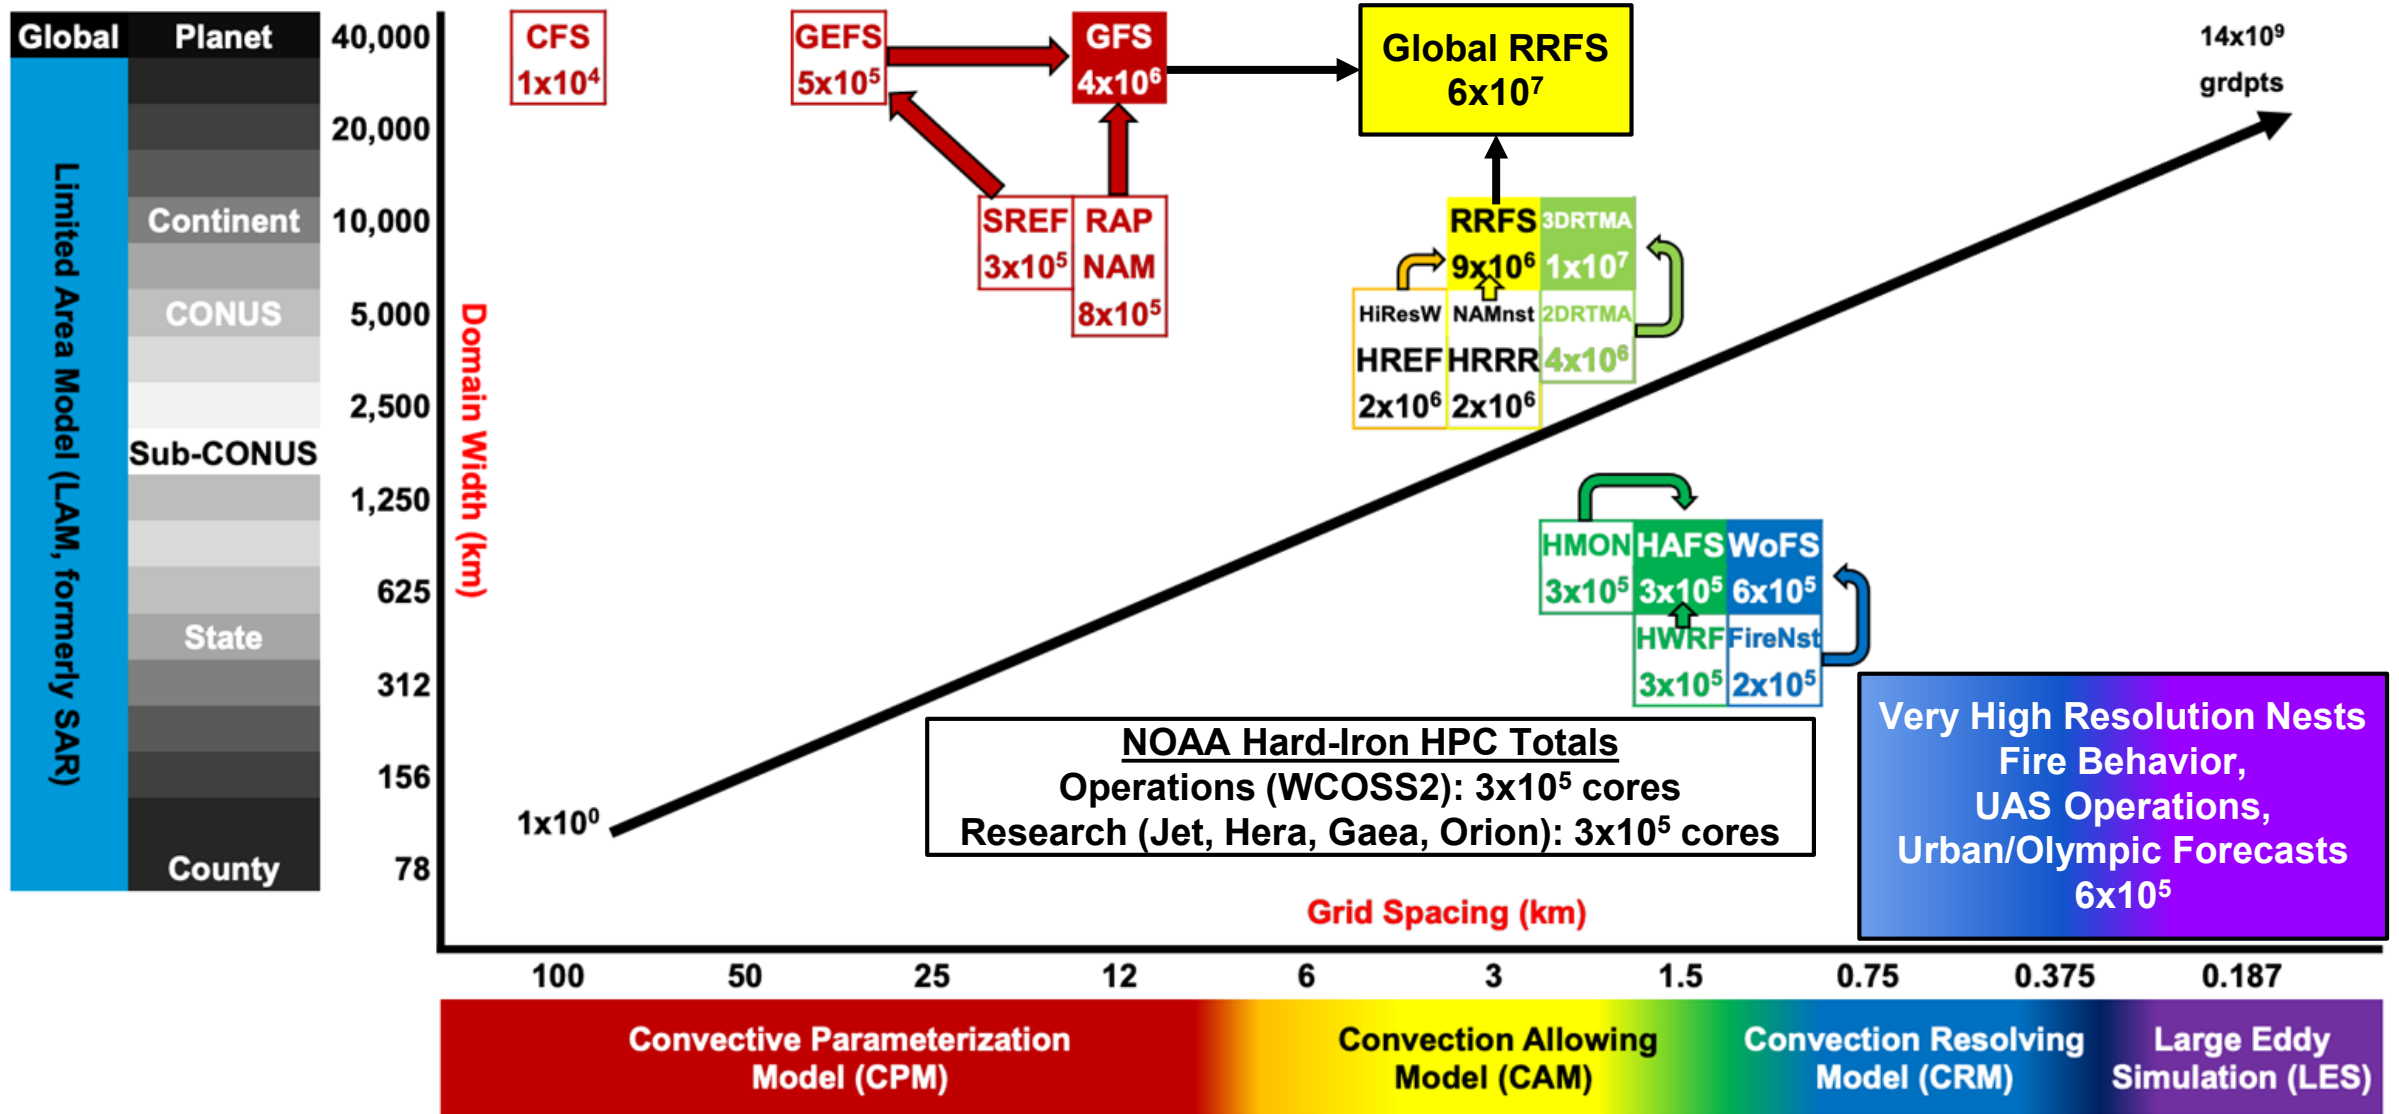 Global
Planet
Continent
CONUS
Sub-CONUS
State
County
Limited Area Model (LAM, formerly SAR)
40,000
20,000
10,000
5,000
2,500
1,250
625
312
156
78
Domain Width (km)
CFS
1x10⁴
GEFS
5x10⁵
GFS
4x10⁶
Global RRFS
6x10⁷
14x10⁹
grdpts
SREF
3x10⁵
RAP
NAM
8x10⁵
RRFS
9x10⁶
3DRTMA
1x10⁷
HiResW
HREF
2x10⁶
NAMnst
HRRR
2x10⁶
2DRTMA
4x10⁶
HMON
3x10⁵
HAFS
3x10⁵
WoFS
6x10⁵
HWRF
3x10⁵
FireNst
2x10⁵
1x10⁰
NOAA Hard-Iron HPC Totals
Operations (WCOSS2): 3x10⁵ cores
Research (Jet, Hera, Gaea, Orion): 3x10⁵ cores
Very High Resolution Nests
Fire Behavior,
UAS Operations,
Urban/Olympic Forecasts
6x10⁵
Grid Spacing (km)
100 50 25 12 6 3 1.5 0.75 0.375 0.187
Convective Parameterization
Model (CPM)
Convection Allowing
Model (CAM)
Convection Resolving
Model (CRM)
Large Eddy
Simulation (LES)